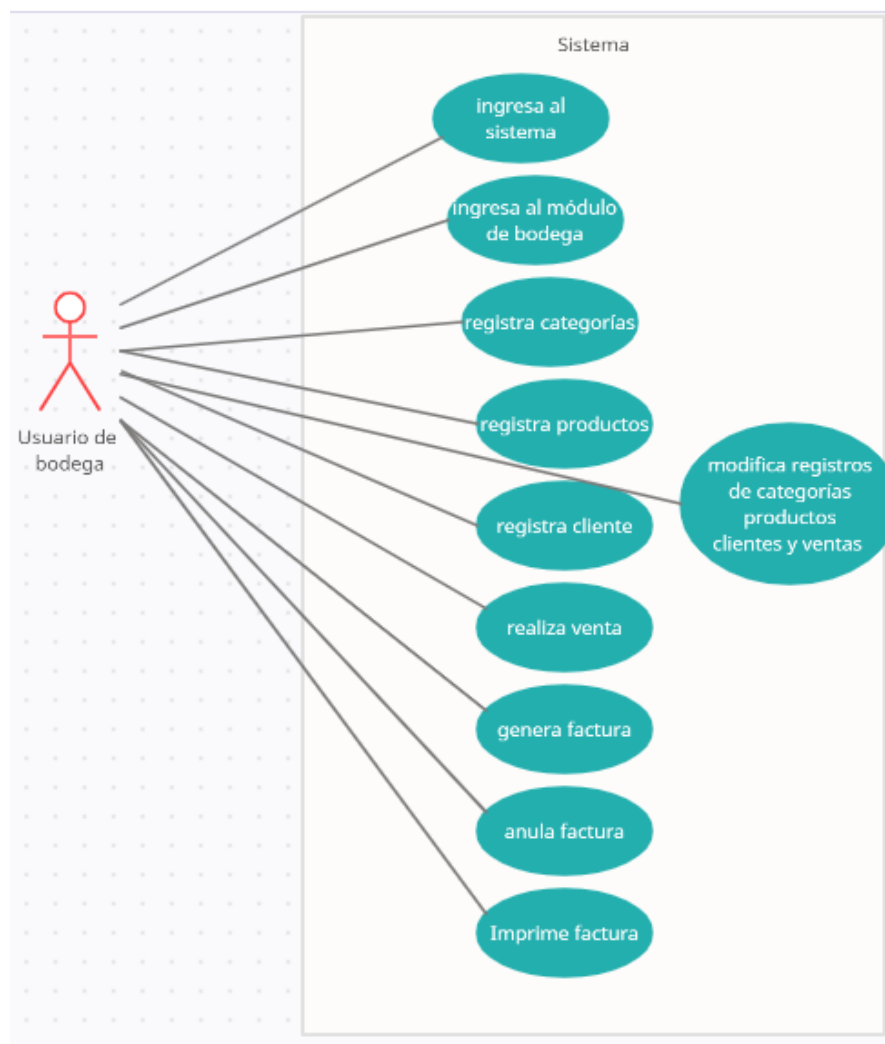 Sistema
ingresa al
sistema
ingresa al módulo
de bodega
registra categorías
registra productos
Usuario de
bodega
modifica registros
de categorías
productos
clientes y ventas
registra cliente
realiza venta
genera factura
anula factura
Imprime factura